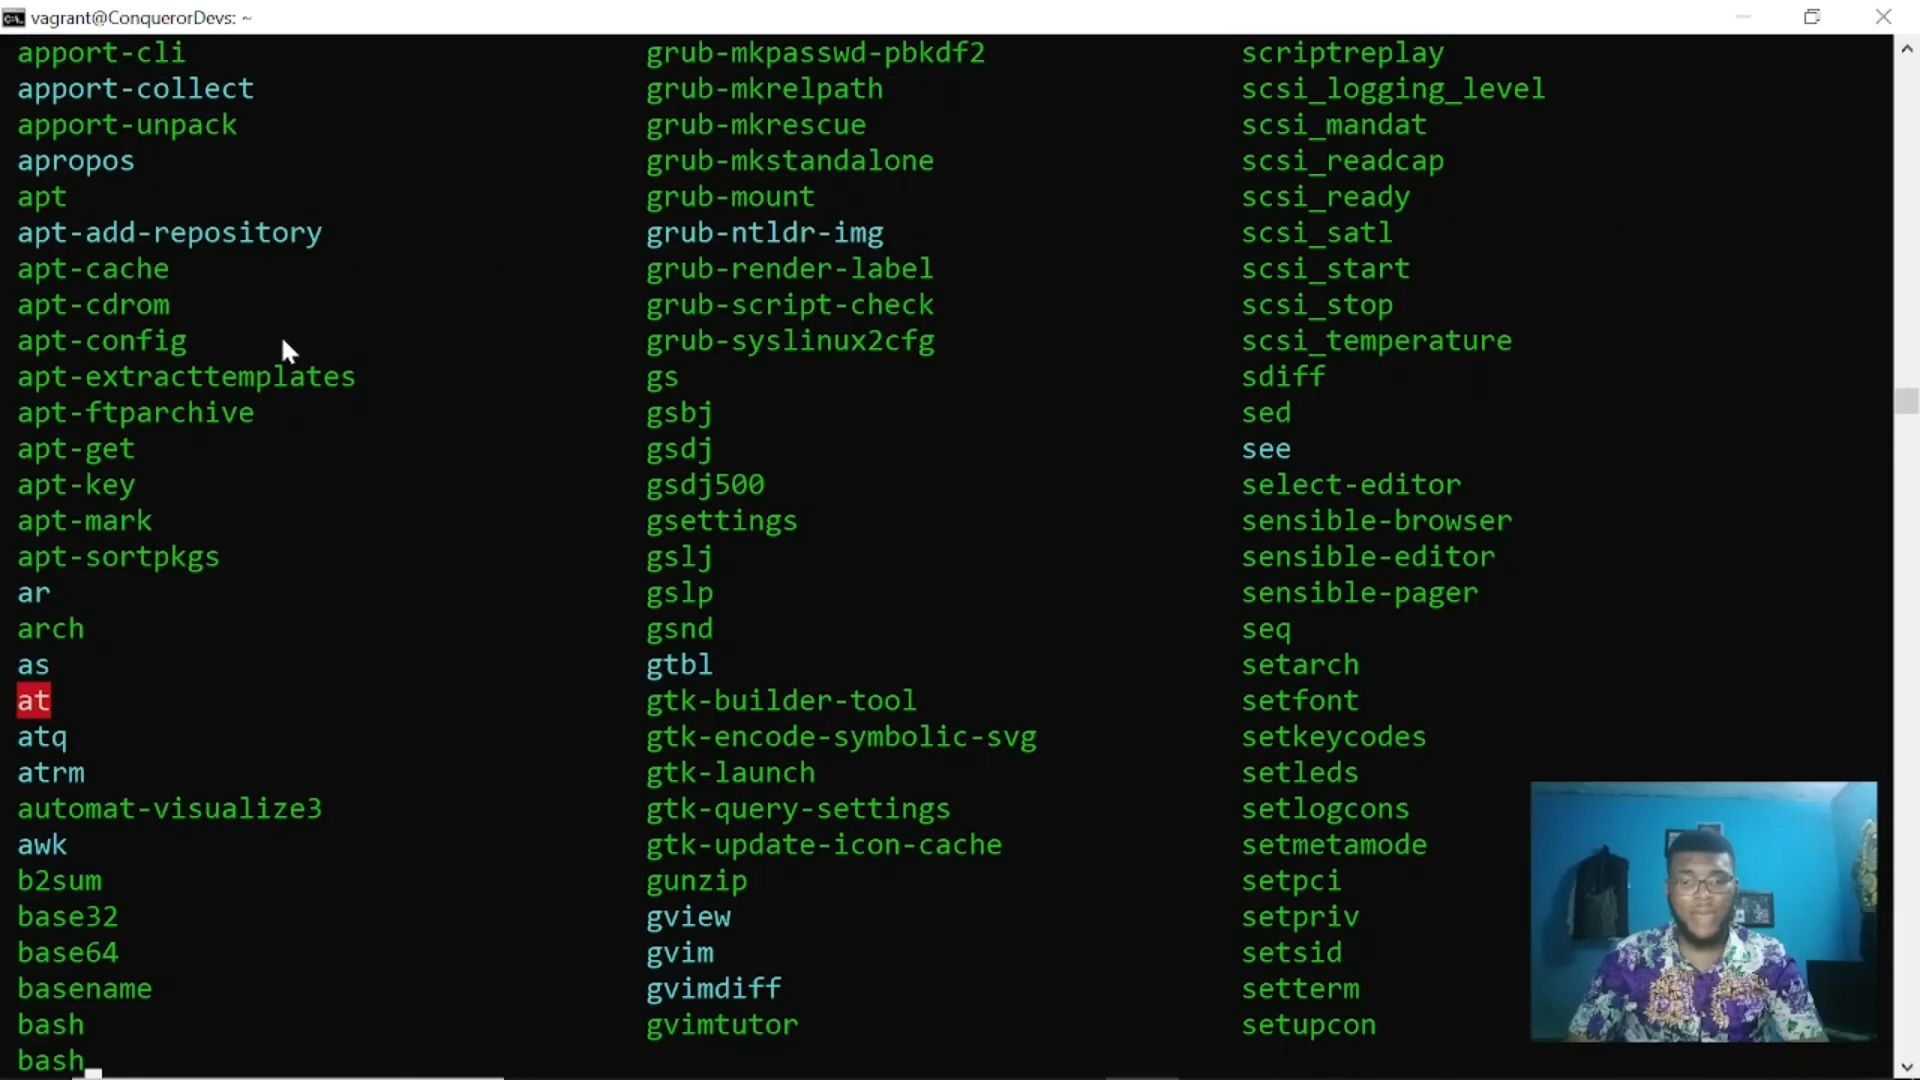 vagrant@ConquerorDevs: ~
apport-cli grub-mkpasswd-pbkdf2 scriptreplay
apport-collect grub-mkrelpath scsi_logging_level
apport-unpack grub-mkrescue scsi_mandat
apropos grub-mkstandalone scsi_readcap
apt grub-mount scsi_ready
apt-add-repository grub-ntldr-img scsi_satl
apt-cache grub-render-label scsi_start
apt-cdrom grub-script-check scsi_stop
apt-config grub-syslinux2cfg scsi_temperature
apt-extracttemplates gs sdiff
apt-ftparchive gsbj sed
apt-get gsdj see
apt-key gsdj500 select-editor
apt-mark gsettings sensible-browser
apt-sortpkgs gslj sensible-editor
ar gslp sensible-pager
arch gsnd seq
as gtbl setarch
at gtk-builder-tool setfont
atq gtk-encode-symbolic-svg setkeycodes
atrm gtk-launch setleds
automat-visualize3 gtk-query-settings setlogcons
awk gtk-update-icon-cache setmetamode
b2sum gunzip setpci
base32 gview setpriv
base64 gvim setsid
basename gvimdiff setterm
bash gvimtutor setupcon
bash